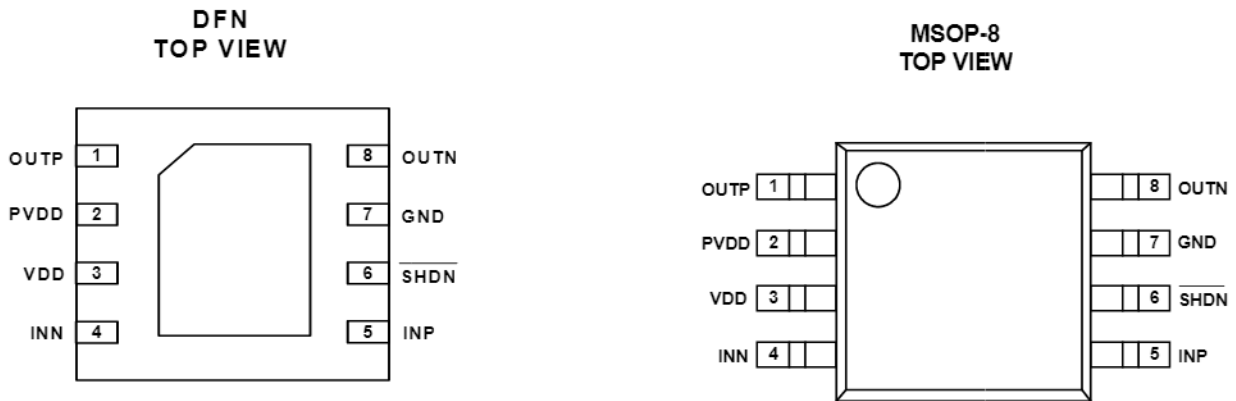 DFN
TOP VIEW
OUTP 1
8 OUTN
PVDD 2
7 GND
VDD 3
6 SHDN
INN 4
5 INP
MSOP-8
TOP VIEW
OUTP 1
8 OUTN
PVDD 2
7 GND
VDD 3
6 SHDN
INN 4
5 INP